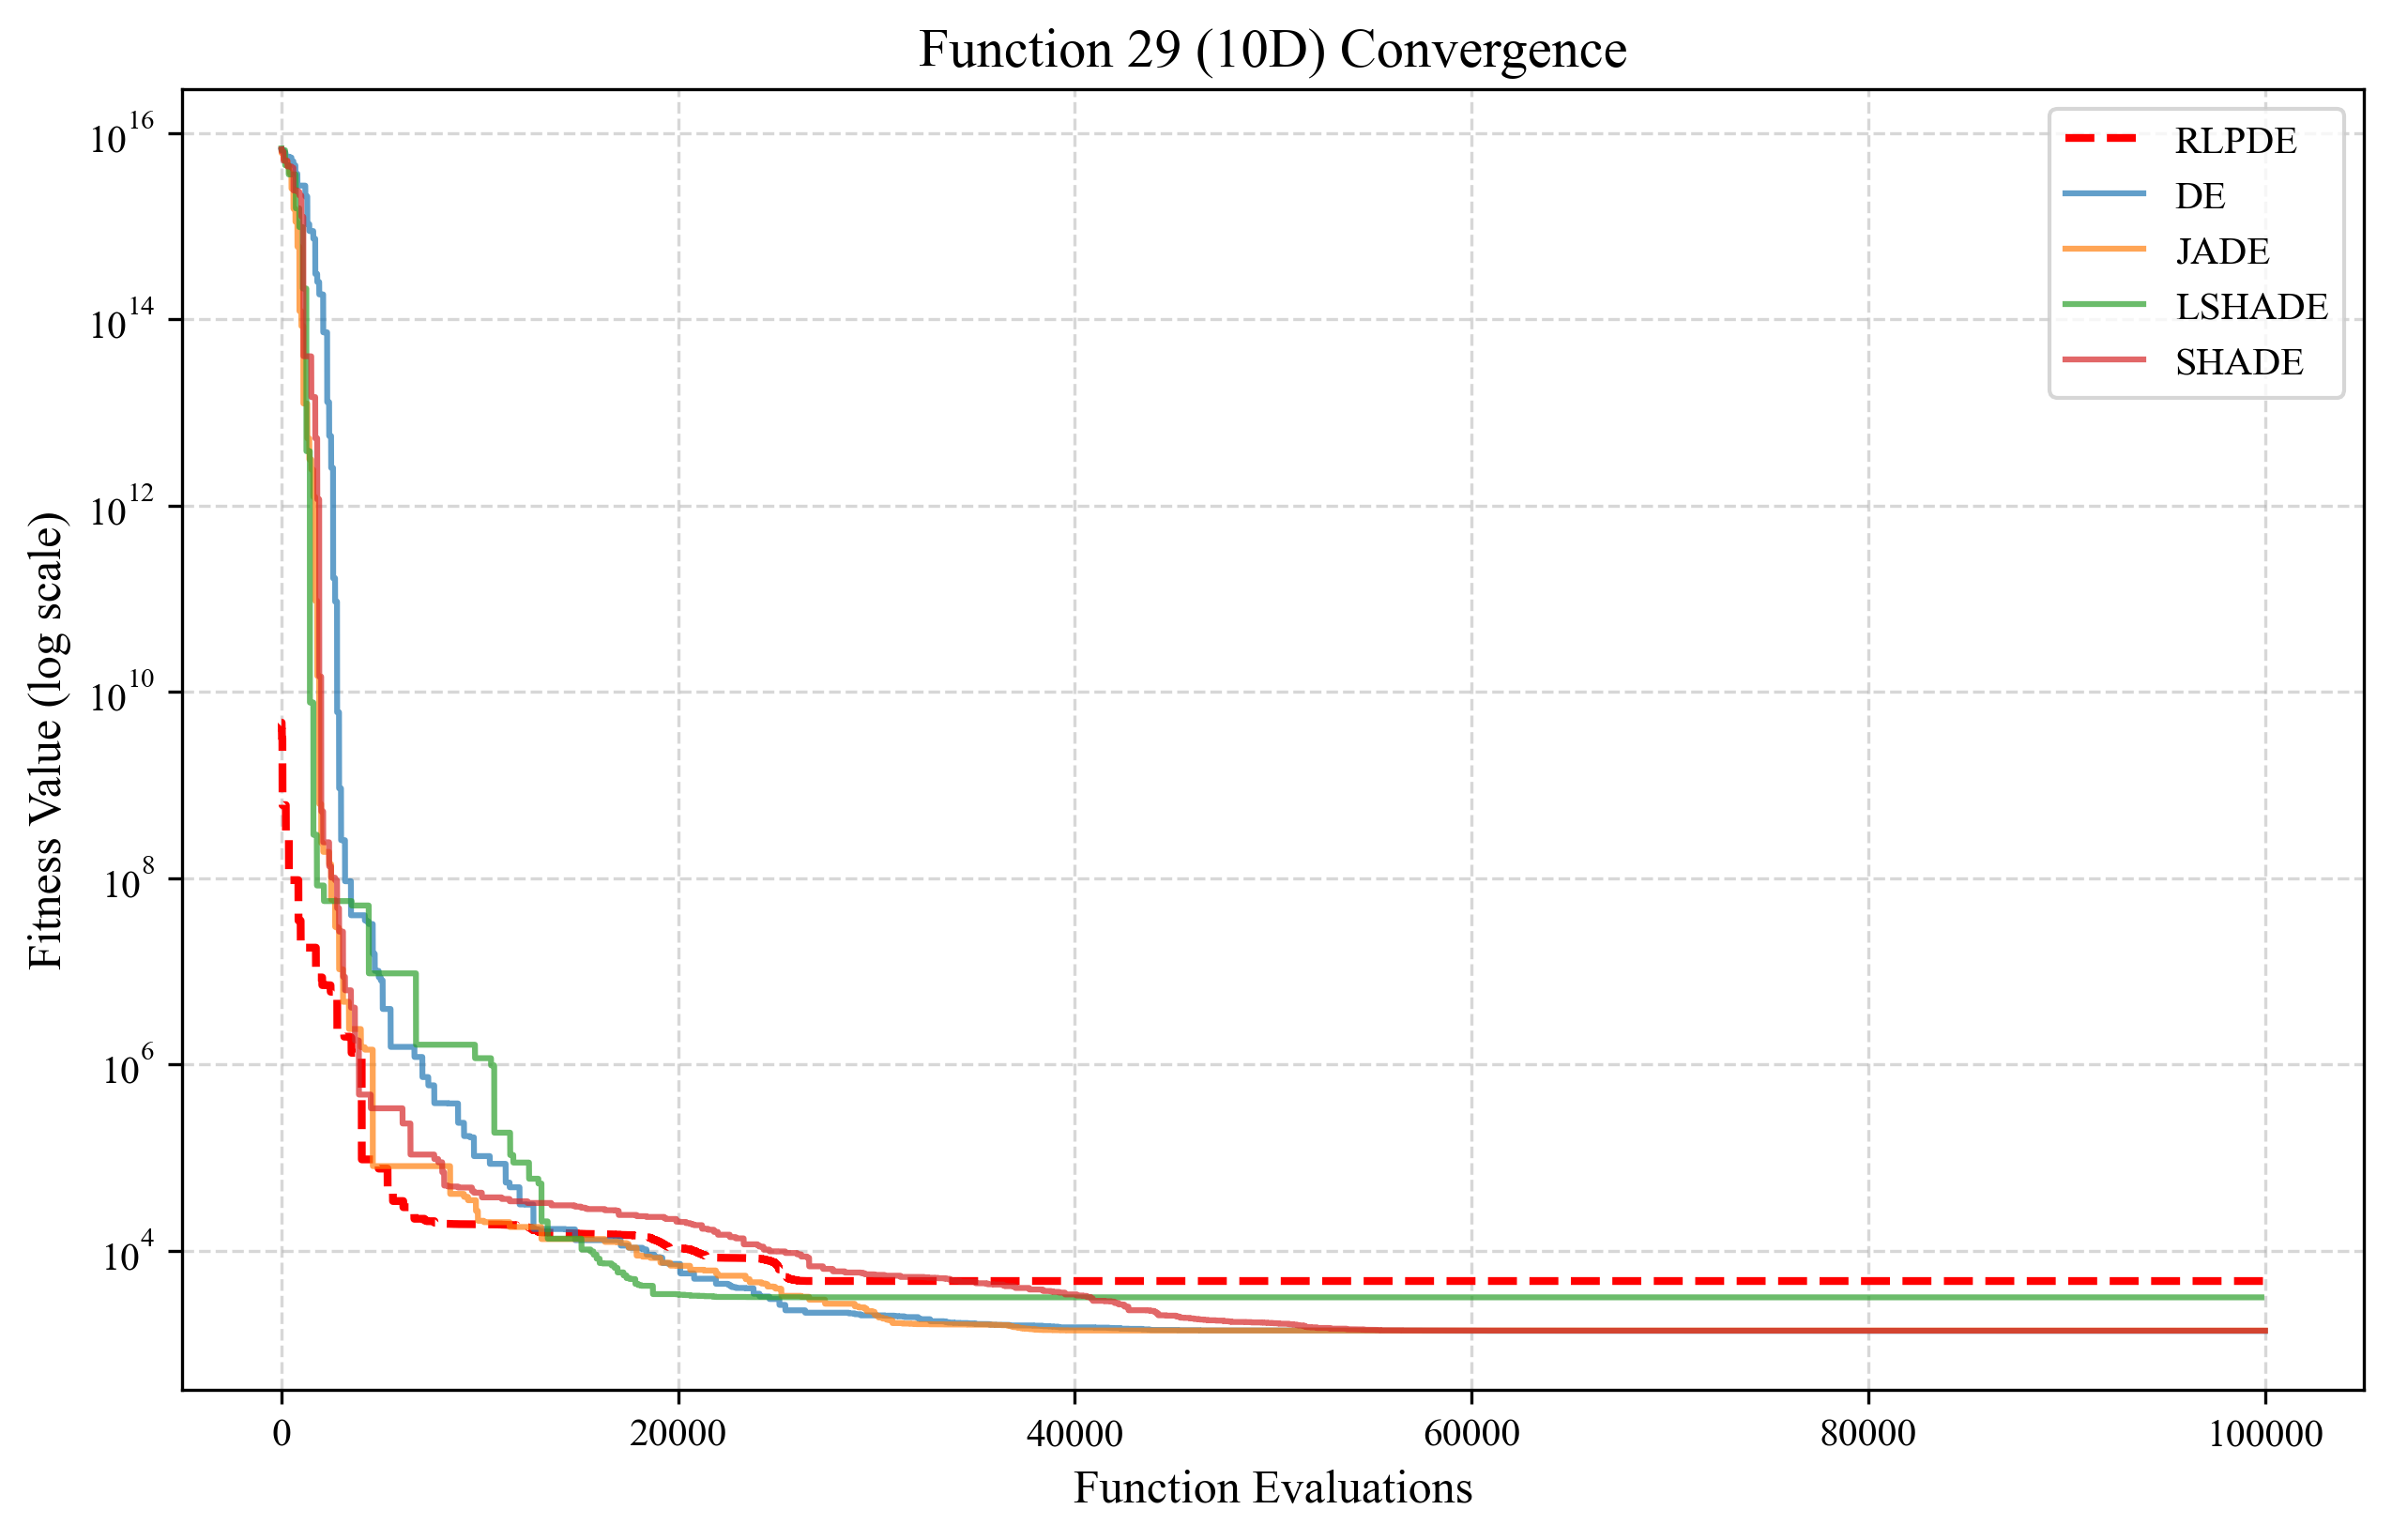 Function 29 (10D) Convergence
Fitness Value (log scale)
10^16
10^14
10^12
10^10
10^8
10^6
10^4
RLPDE
DE
JADE
LSHADE
SHADE
0
20000
40000
60000
80000
100000
Function Evaluations